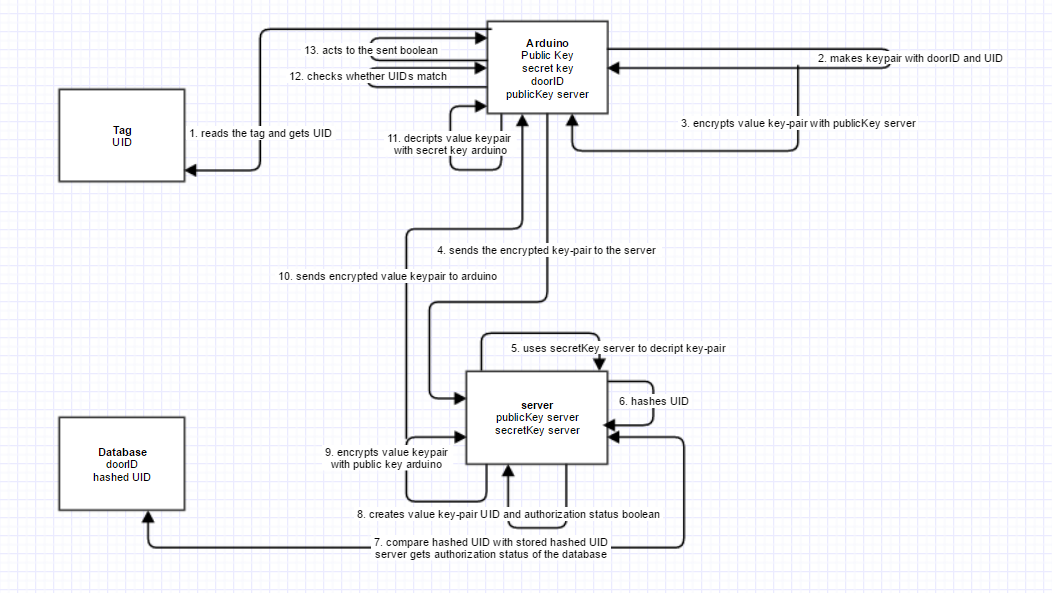 Arduino
Public Key
secret key
doorID
publicKey server
13. acts to the sent boolean
12. checks whether UIDs match
2. makes keypair with doorID and UID
Tag
UID
1. reads the tag and gets UID
3. encrypts value key-pair with publicKey server
11. decripts value keypair
with secret key arduino
4. sends the encrypted key-pair to the server
10. sends encrypted value keypair to arduino
5. uses secretKey server to decript key-pair
server
publicKey server
secretKey server
6. hashes UID
Database
doorID
hashed UID
9. encrypts value keypair
with public key arduino
8. creates value key-pair UID and authorization status boolean
7. compare hashed UID with stored hashed UID
server gets authorization status of the database